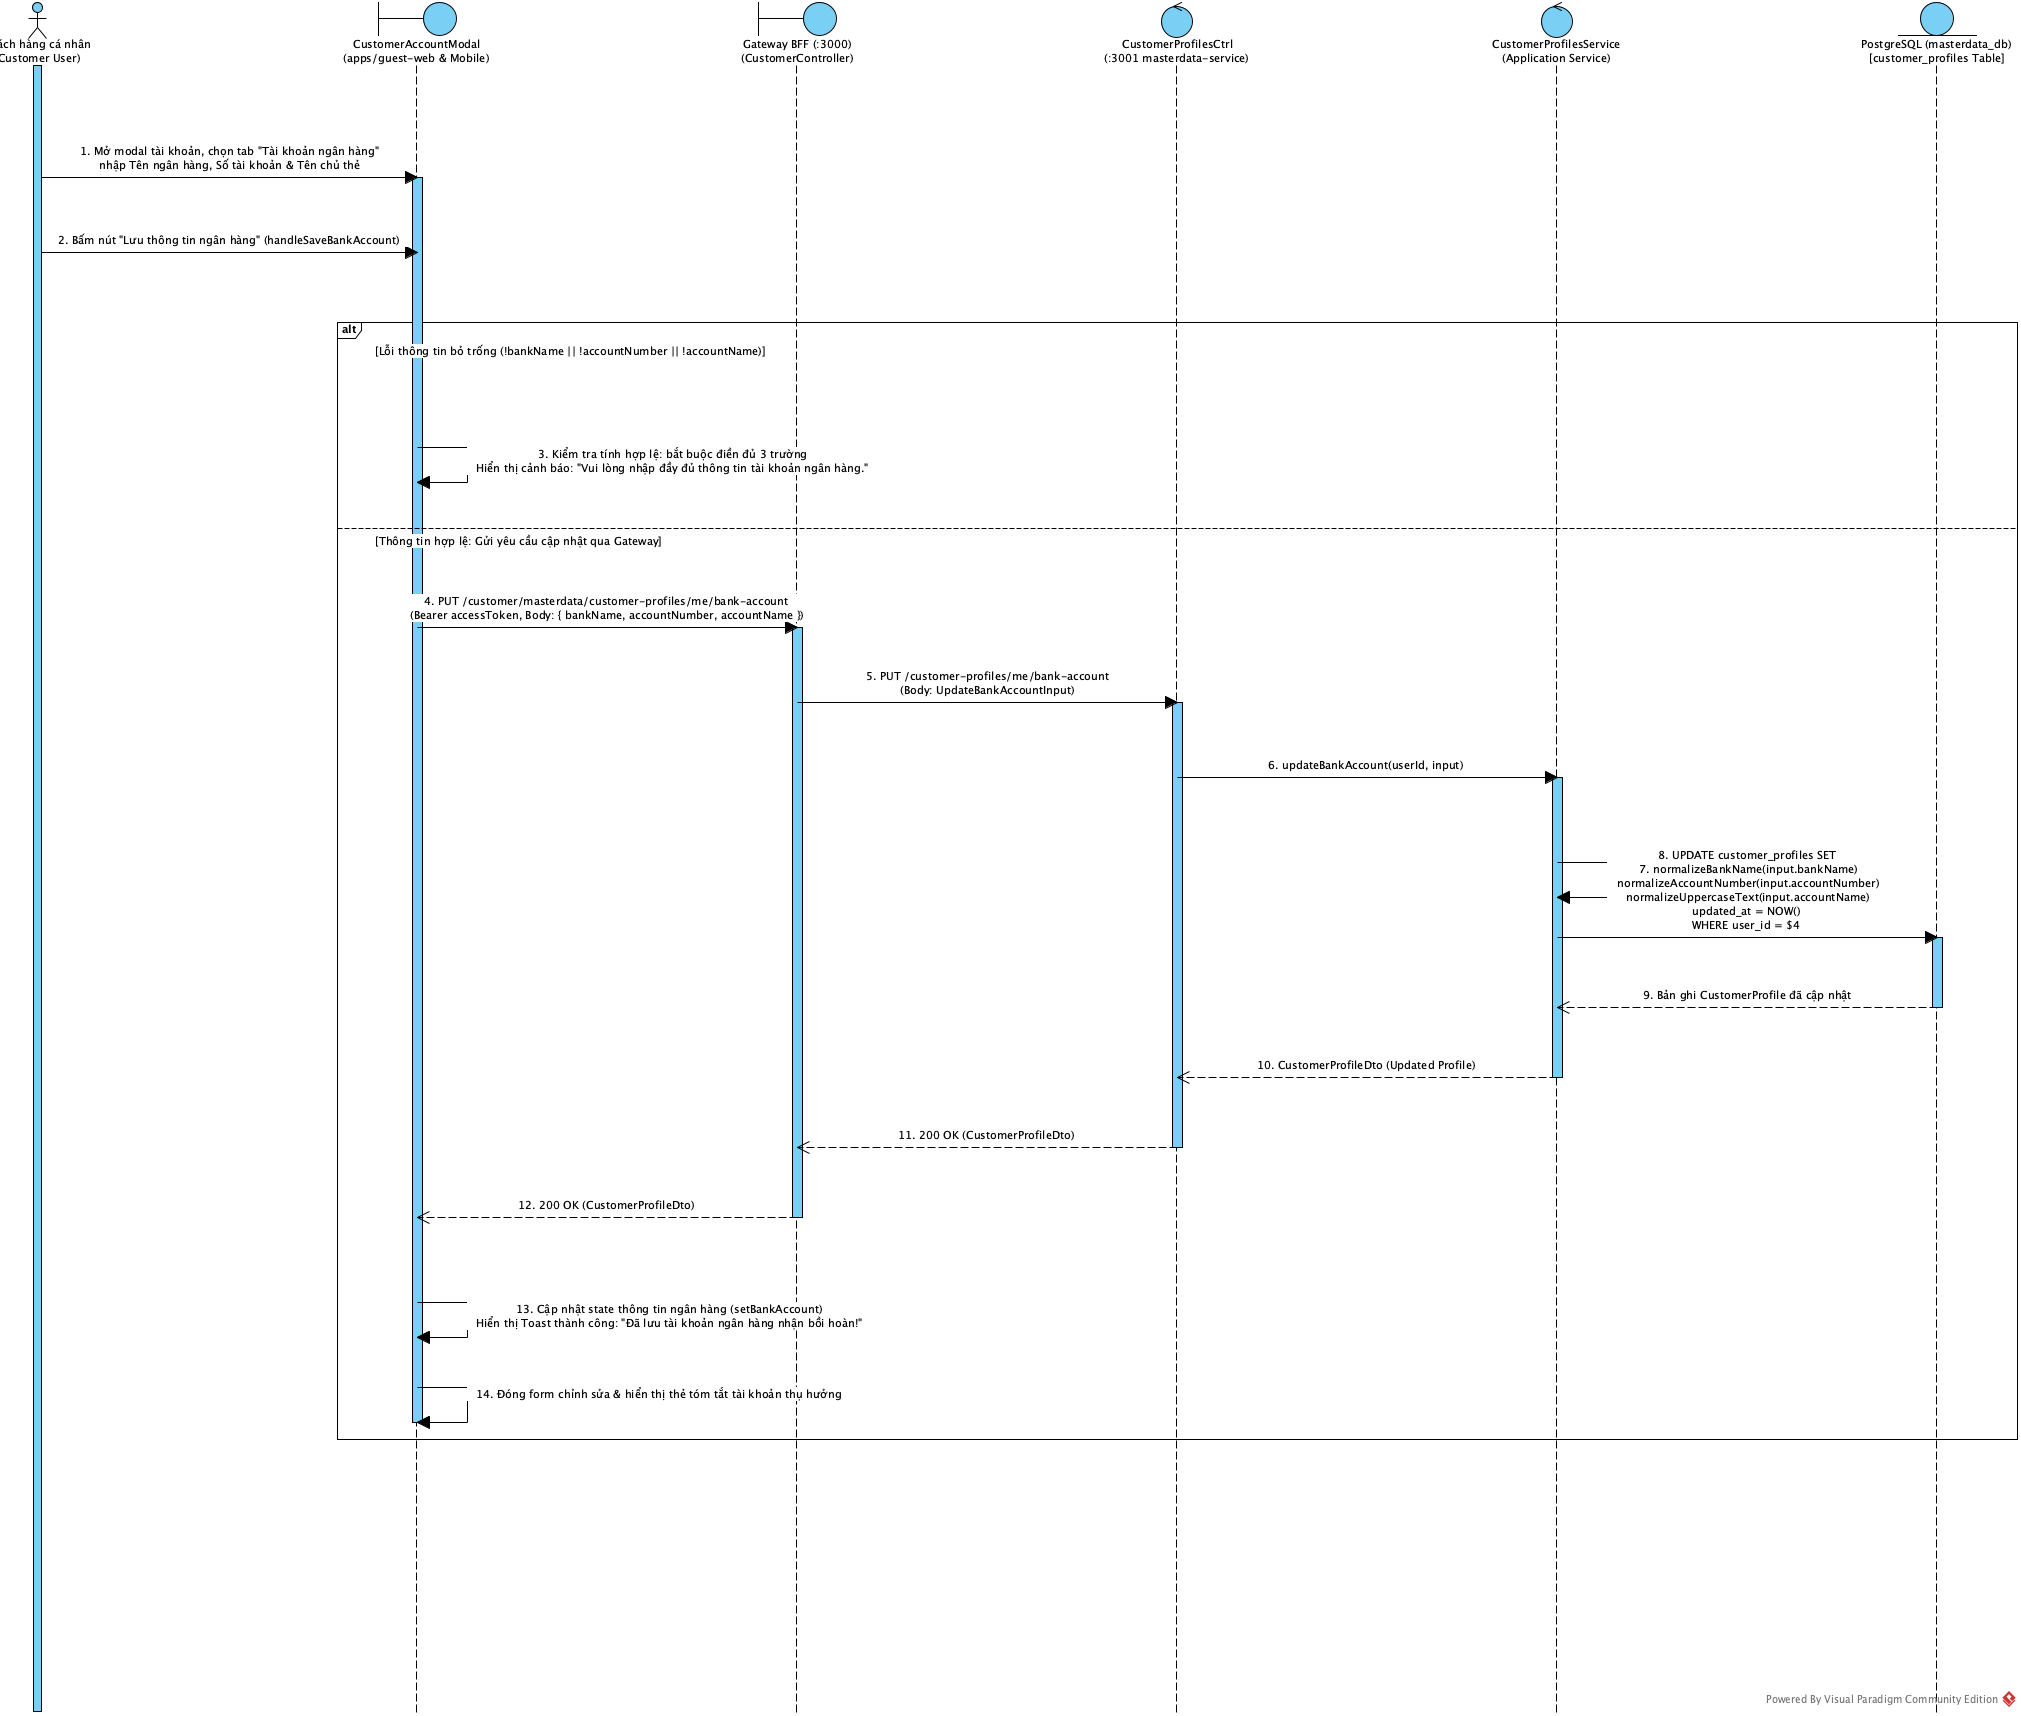 ách hàng cá nhân
Customer User)
CustomerAccountModal
(apps/guest-web & Mobile)
Gateway BFF (:3000)
(CustomerController)
CustomerProfilesCtrl
(:3001 masterdata-service)
CustomerProfilesService
(Application Service)
PostgreSQL (masterdata_db)
[customer_profiles Table]
1. Mở modal tài khoản, chọn tab "Tài khoản ngân hàng"
nhập Tên ngân hàng, Số tài khoản & Tên chủ thẻ
2. Bấm nút "Lưu thông tin ngân hàng" (handleSaveBankAccount)
alt
[Lỗi thông tin bỏ trống (!bankName || !accountNumber || !accountName)]
3. Kiểm tra tính hợp lệ: bắt buộc điền đủ 3 trường
Hiển thị cảnh báo: "Vui lòng nhập đầy đủ thông tin tài khoản ngân hàng."
[Thông tin hợp lệ: Gửi yêu cầu cập nhật qua Gateway]
4. PUT /customer/masterdata/customer-profiles/me/bank-account
(Bearer accessToken, Body: { bankName, accountNumber, accountName })
5. PUT /customer-profiles/me/bank-account
(Body: UpdateBankAccountInput)
6. updateBankAccount(userId, input)
8. UPDATE customer_profiles SET
7. normalizeBankName(input.bankName)
normalizeAccountNumber(input.accountNumber)
normalizeUppercaseText(input.accountName)
updated_at = NOW()
WHERE user_id = $4
9. Bản ghi CustomerProfile đã cập nhật
10. CustomerProfileDto (Updated Profile)
11. 200 OK (CustomerProfileDto)
12. 200 OK (CustomerProfileDto)
13. Cập nhật state thông tin ngân hàng (setBankAccount)
Hiển thị Toast thành công: "Đã lưu tài khoản ngân hàng nhận bồi hoàn!"
14. Đóng form chỉnh sửa & hiển thị thẻ tóm tắt tài khoản thụ hưởng
Powered By Visual Paradigm Community Edition